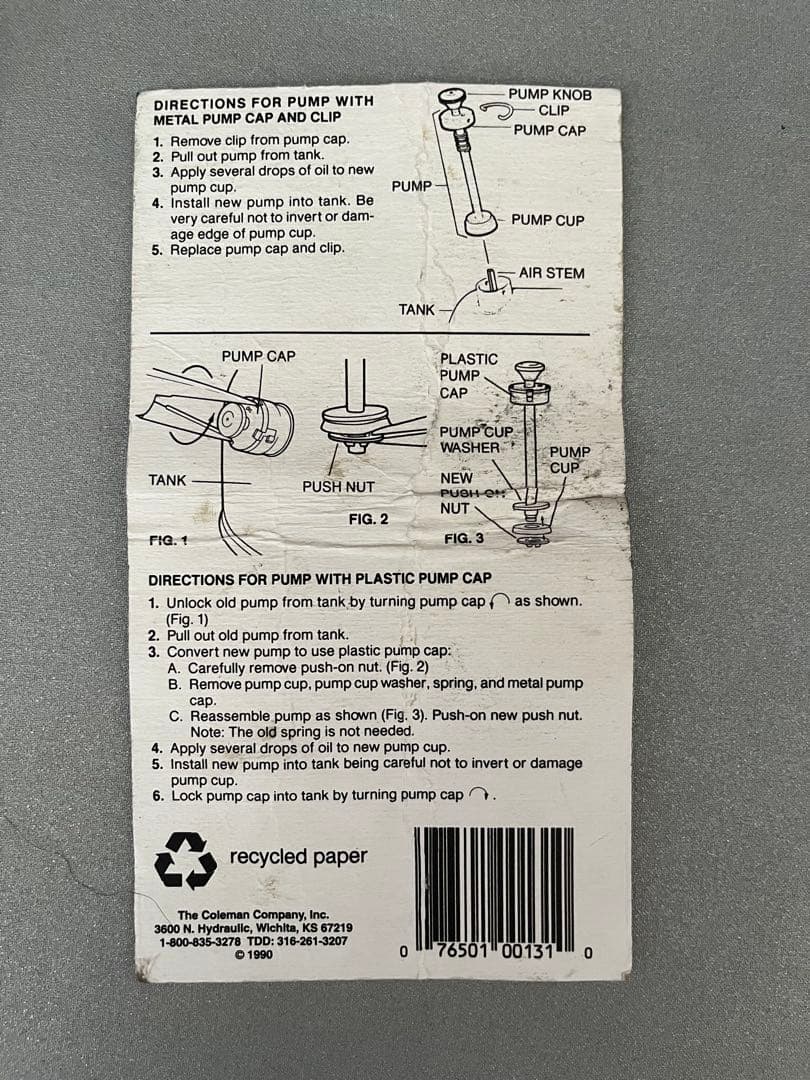 DIRECTIONS FOR PUMP WITH
METAL PUMP CAP AND CLIP
1. Remove clip from pump cap.
2. Pull out pump from tank.
3. Apply several drops of oil to new
pump cup.
4. Install new pump into tank. Be
very careful not to invert or dam-
age edge of pump cup.
5. Replace pump cap and clip.
PUMP KNOB
CLIP
PUMP CAP
PUMP
PUMP CUP
AIR STEM
TANK
PUMP CAP
TANK
FIG. 1
PUSH NUT
FIG. 2
PLASTIC
PUMP
CAP
PUMP CUP
WASHER
PUMP
CUP
NEW
PUSH ON
NUT
FIG. 3
DIRECTIONS FOR PUMP WITH PLASTIC PUMP CAP
1. Unlock old pump from tank by turning pump cap as shown.
(Fig. 1)
2. Pull out old pump from tank.
3. Convert new pump to use plastic pump cap:
A. Carefully remove push-on nut. (Fig. 2)
B. Remove pump cup, pump cup washer, spring, and metal pump
cap.
C. Reassemble pump as shown (Fig. 3). Push-on new push nut.
Note: The old spring is not needed.
4. Apply several drops of oil to new pump cup.
5. Install new pump into tank being careful not to invert or damage
pump cup.
6. Lock pump cap into tank by turning pump cap .
recycled paper
The Coleman Company, Inc.
3600 N. Hydraulic, Wichita, KS 67219
1-800-835-3278 TDD: 316-261-3207
© 1990
0 76501 00131 0